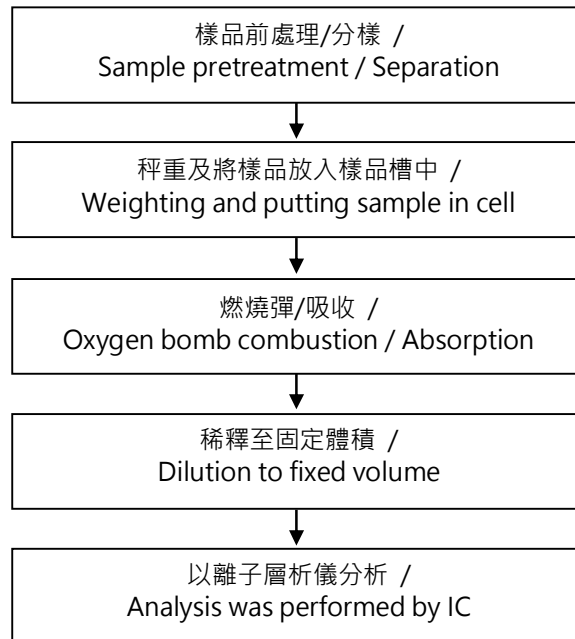 樣品前處理/分樣 /
Sample pretreatment / Separation
秤重及將樣品放入樣品槽中 /
Weighting and putting sample in cell
燃燒彈/吸收 /
Oxygen bomb combustion / Absorption
稀釋至固定體積 /
Dilution to fixed volume
以離子層析儀分析 /
Analysis was performed by IC